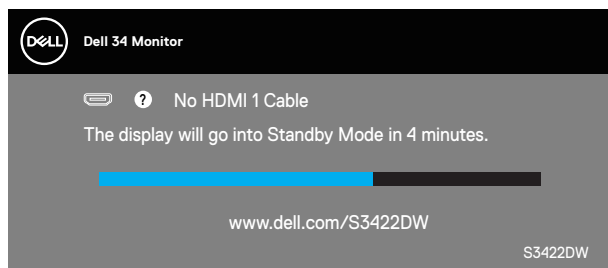 DELL
Dell 34 Monitor
? No HDMI 1 Cable
The display will go into Standby Mode in 4 minutes.
www.dell.com/S3422DW
S3422DW